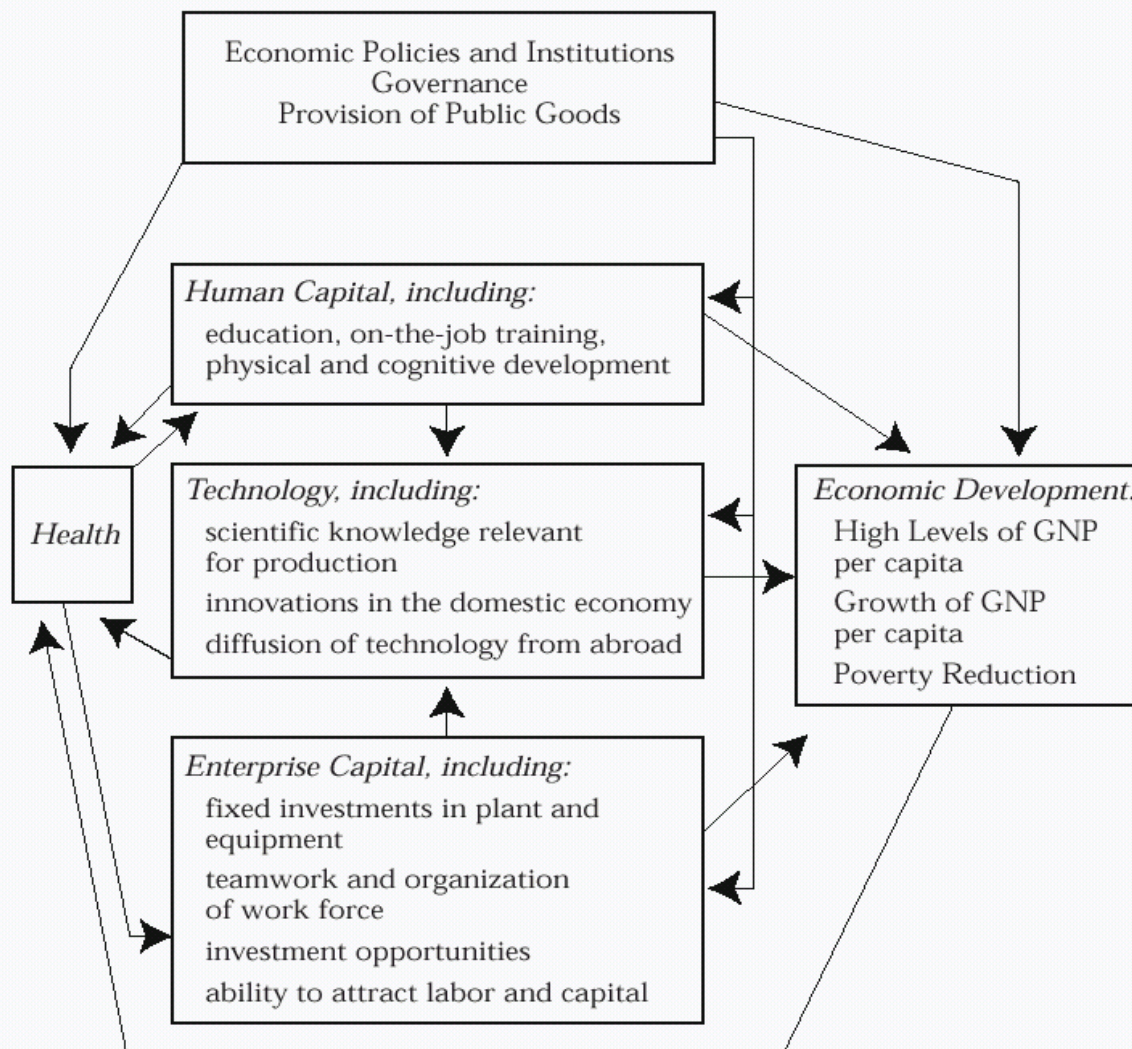 Economic Policies and Institutions
Governance
Provision of Public Goods
Human Capital, including:
education, on-the-job training,
physical and cognitive development
Health
Technology, including:
scientific knowledge relevant
for production
innovations in the domestic economy
diffusion of technology from abroad
Economic Development:
High Levels of GNP
per capita
Growth of GNP
per capita
Poverty Reduction
Enterprise Capital, including:
fixed investments in plant and
equipment
teamwork and organization
of work force
investment opportunities
ability to attract labor and capital